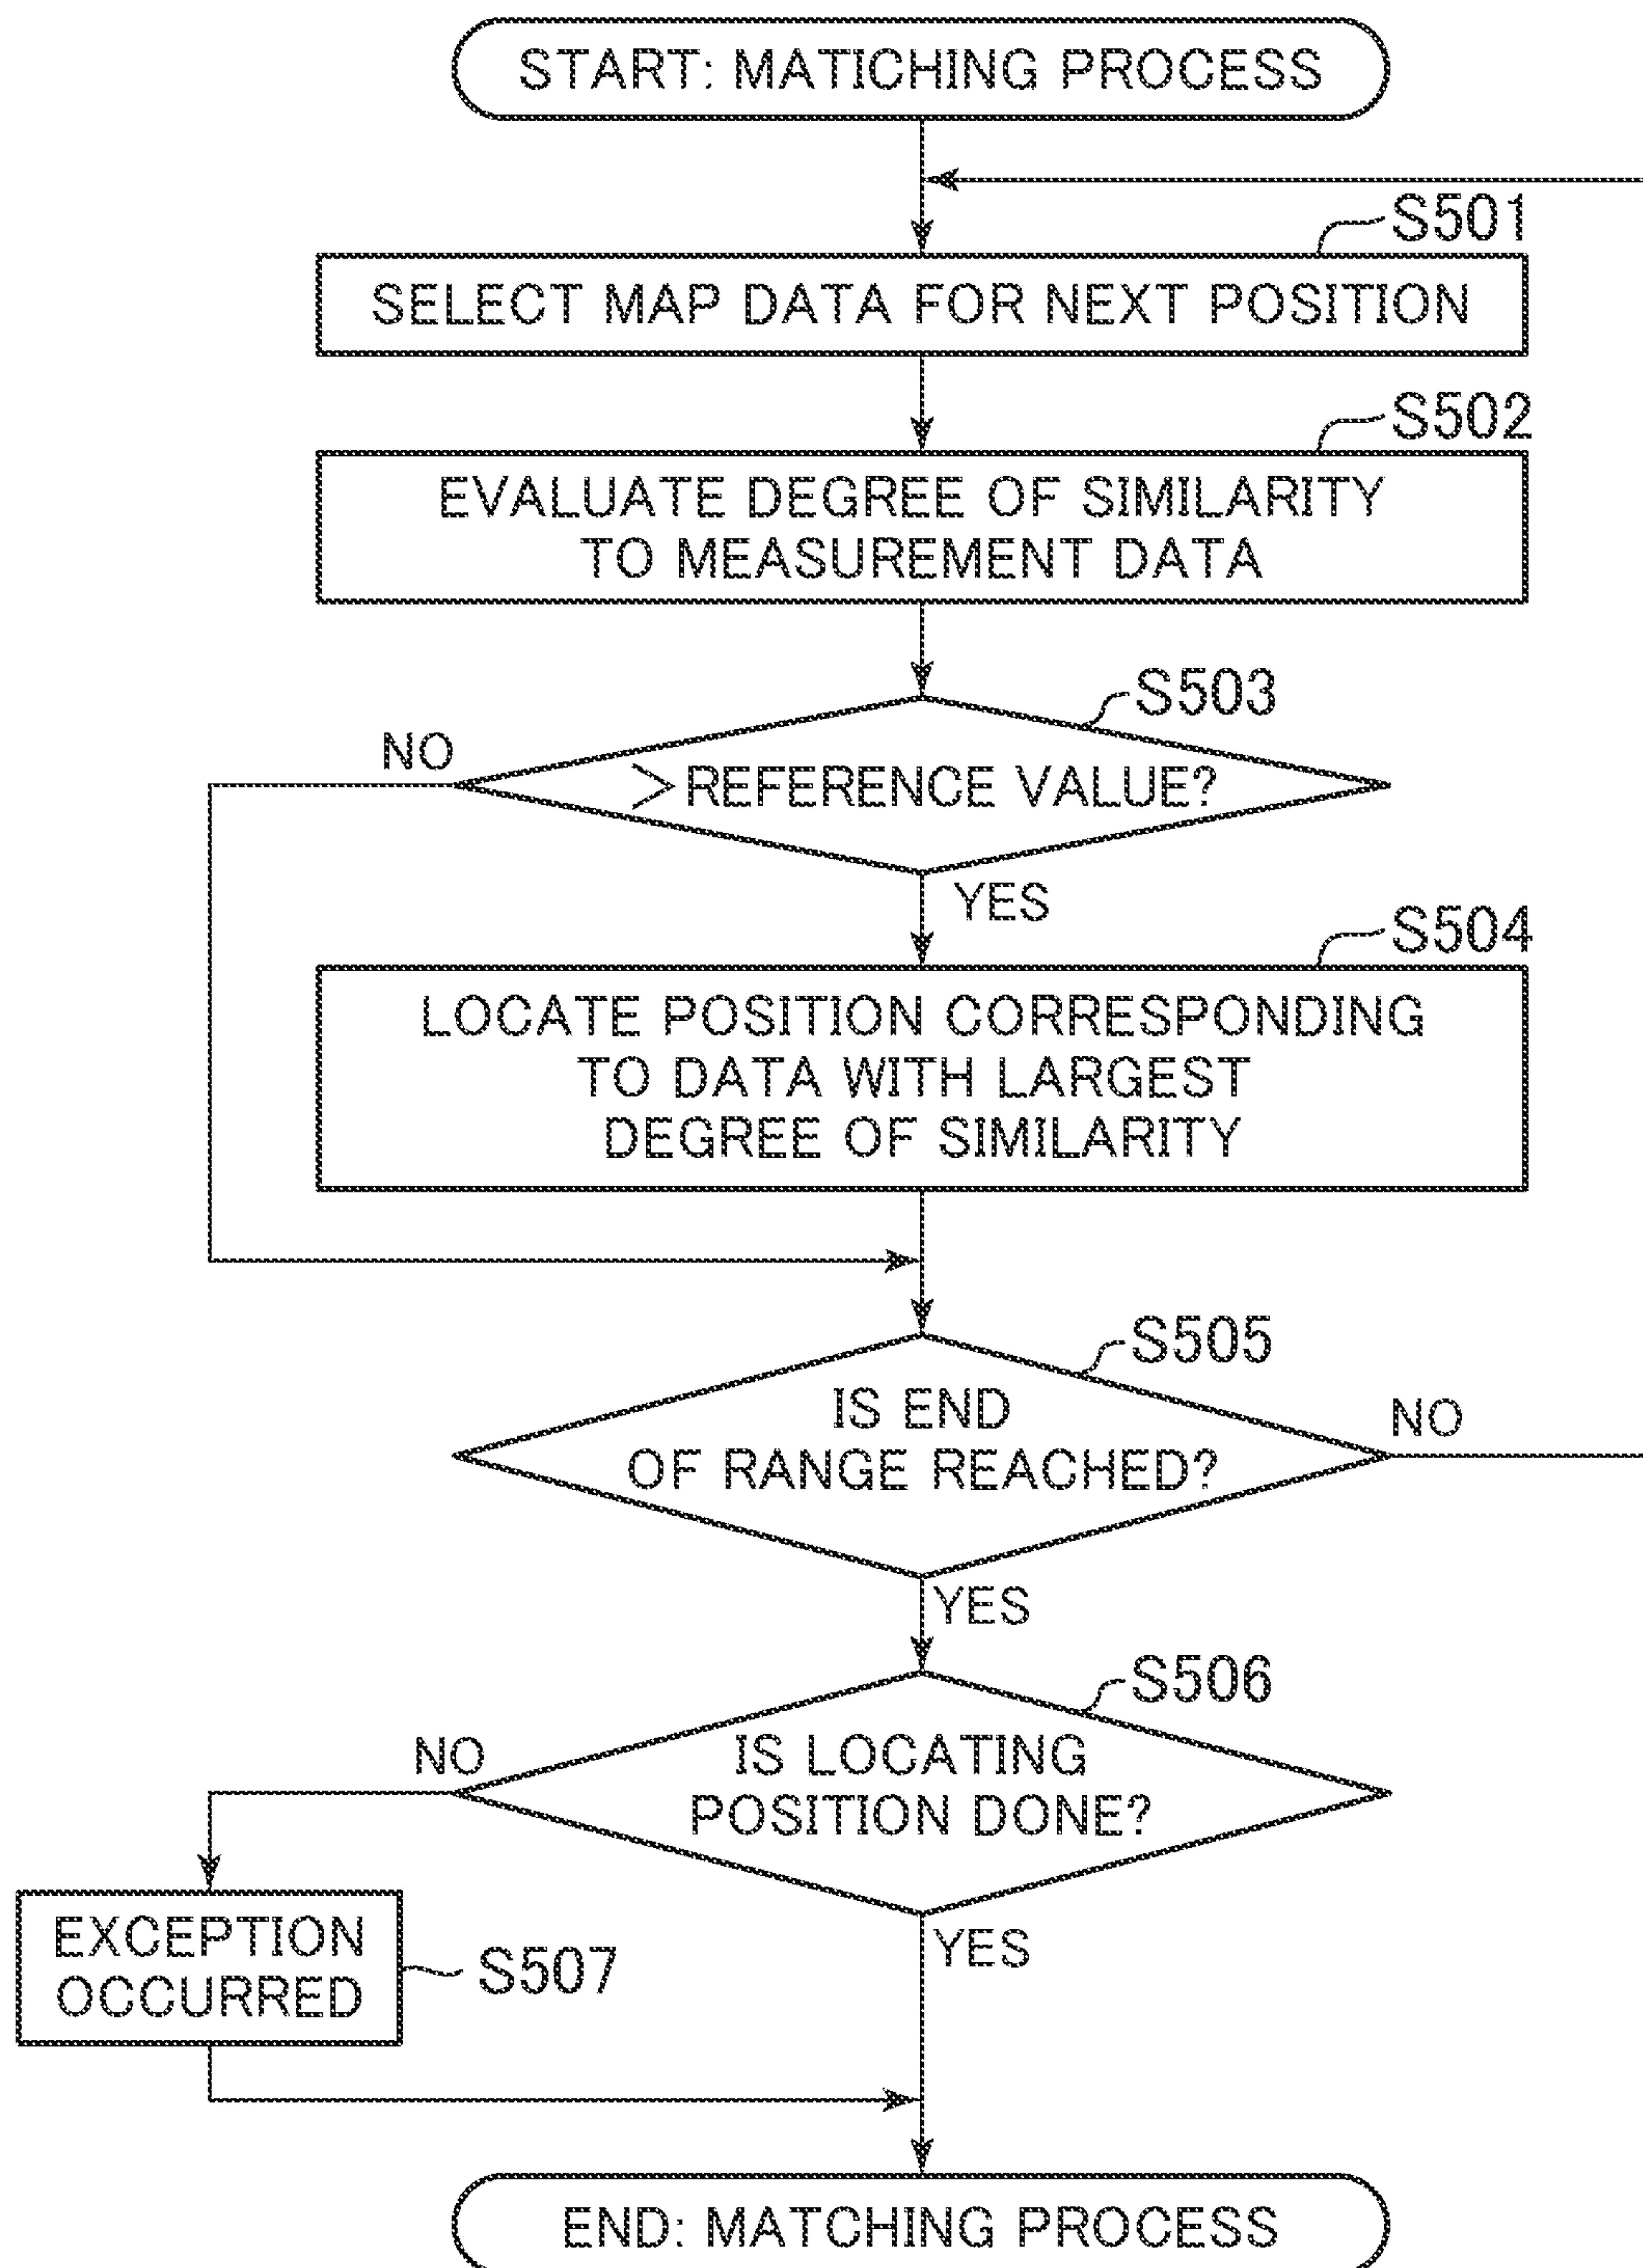 START: MATICHING PROCESS
S501
SELECT MAP DATA FOR NEXT POSITION
S502
EVALUATE DEGREE OF SIMILARITY
TO MEASUREMENT DATA
S503
NO
>REFERENCE VALUE?
YES
S504
LOCATE POSITION CORRESPONDING
TO DATA WITH LARGEST
DEGREE OF SIMILARITY
S505
IS END
OF RANGE REACHED?
NO
YES
S506
NO
IS LOCATING
POSITION DONE?
YES
EXCEPTION
OCCURRED
S507
END: MATCHING PROCESS